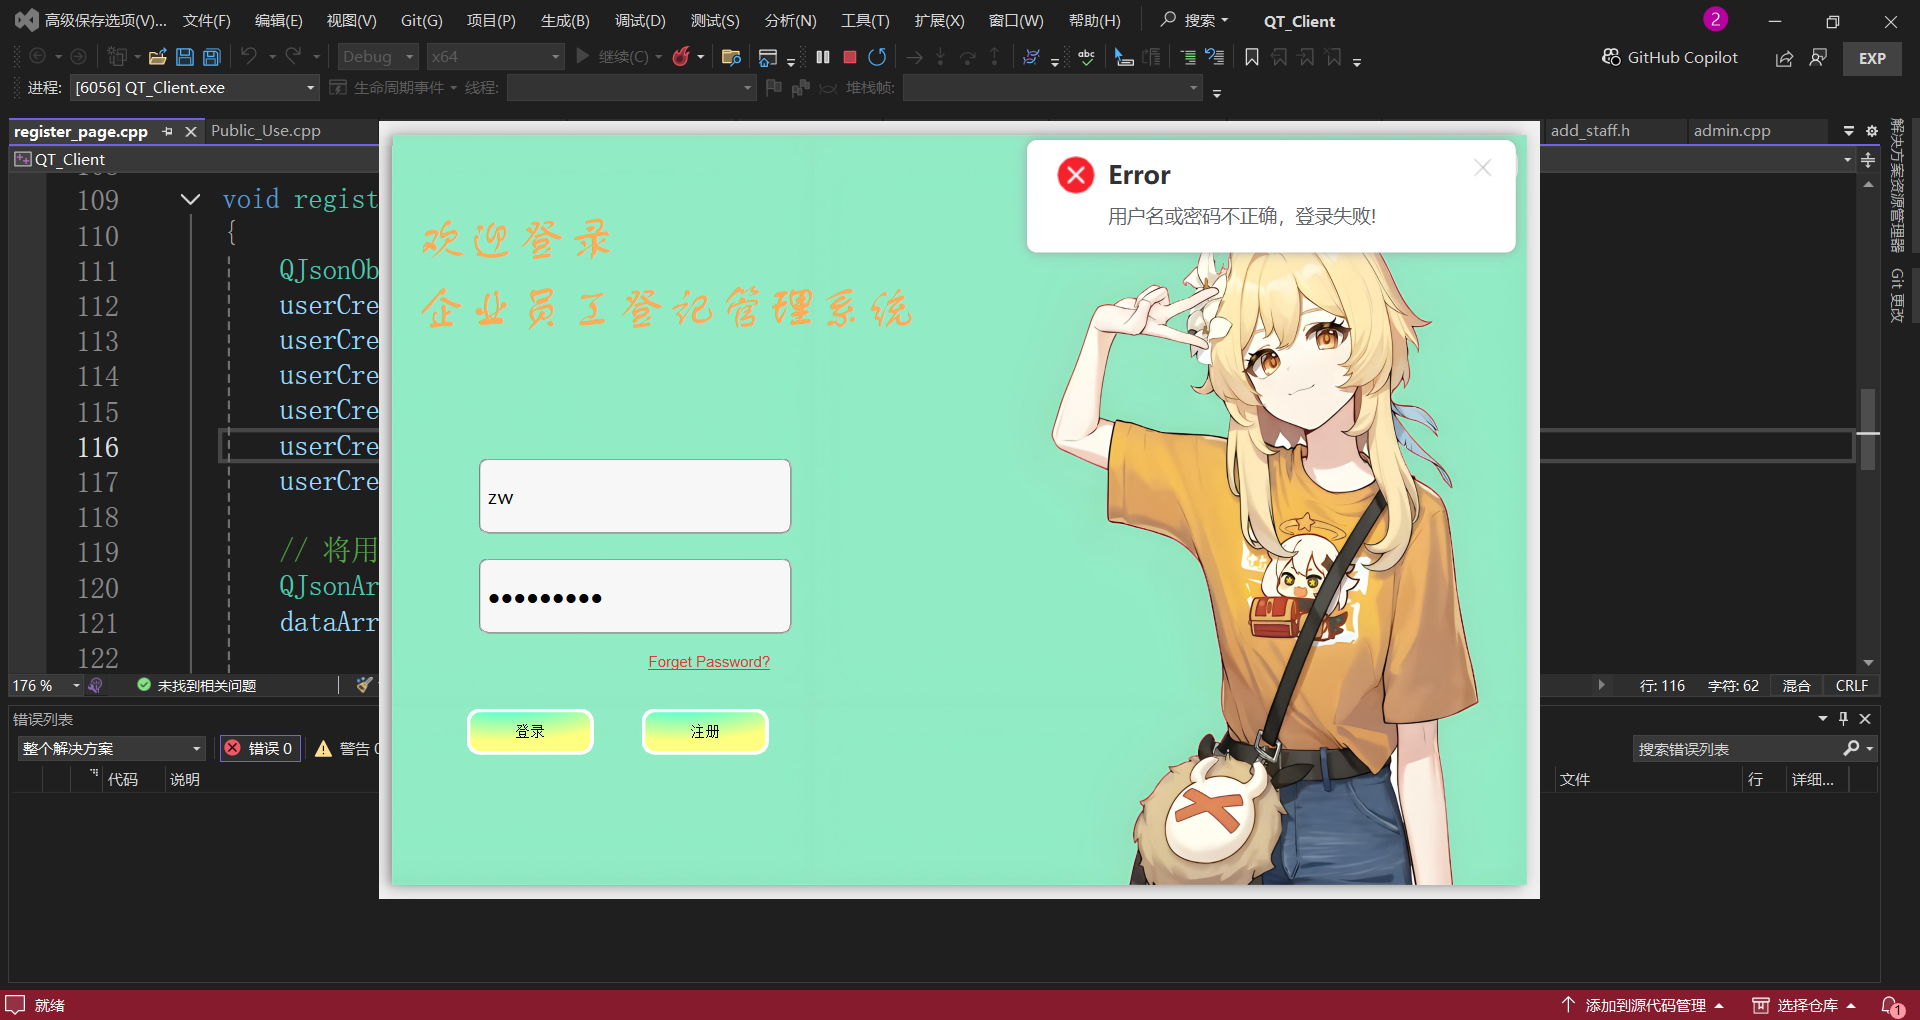 高级保存选项(V)... 文件(F) 编辑(E) 视图(V) Git(G) 项目(P) 生成(B) 调试(D) 测试(S) 分析(N) 工具(T) 扩展(X) 窗口(W) 帮助(H) 搜索 QT_Client 2
Debug x64 继续(C) abc GitHub Copilot EXP
进程: [6056] QT_Client.exe 生命周期事件 线程: 堆栈帧:
register_page.cpp Public_Use.cpp add_staff.h admin.cpp
QT_Client
109 void regist
110 {
111 QJsonOb
112 userCre
113 userCre
114 userCre
115 userCre
116 userCre
117 userCre
118
119 // 将用
120 QJsonAr
121 dataArr
122
解决方案资源管理器
Git 更改
Error
用户名或密码不正确，登录失败!
欢迎登录
企业员工登记管理系统
zw
●●●●●●●●●
Forget Password?
登录 注册
176 % 未找到相关问题 行: 116 字符: 62 混合 CRLF
错误列表
整个解决方案 错误 0 警告 0 搜索错误列表
代码 说明 文件 行 详细...
就绪 添加到源代码管理 选择仓库 1